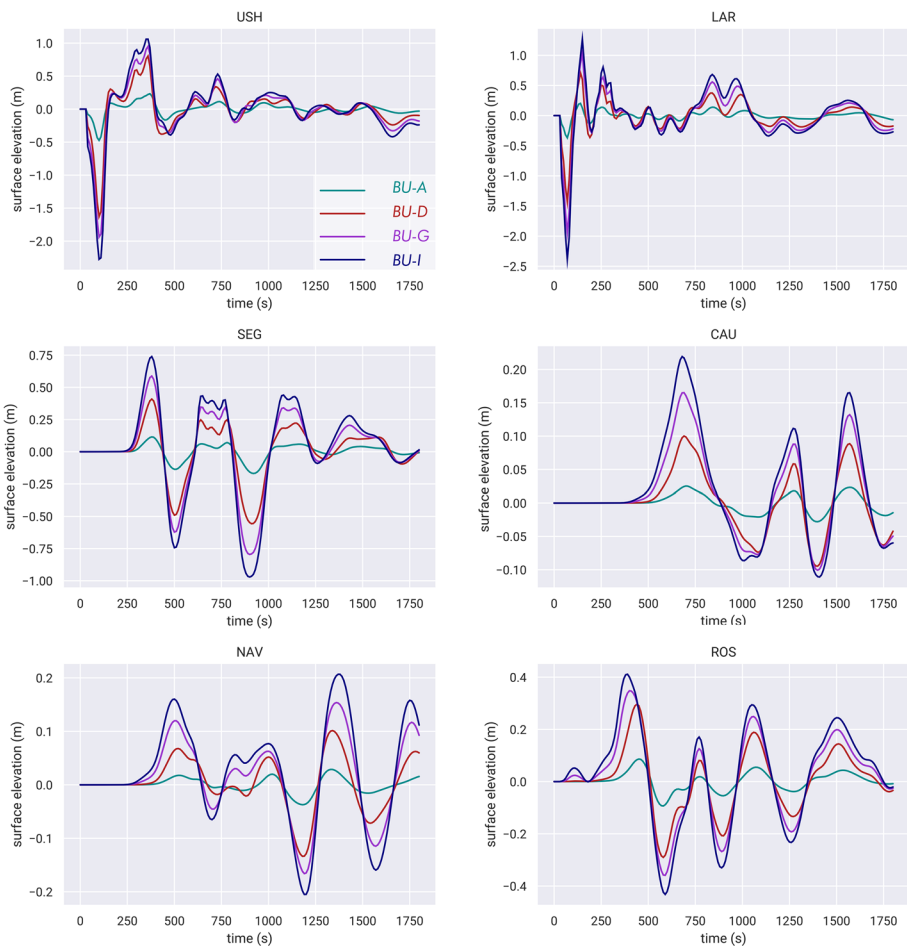 USH
surface elevation (m)
1.0
0.5
0.0
−0.5
−1.0
−1.5
−2.0
0 250 500 750 1000 1250 1500 1750
time (s)
BU-A
BU-D
BU-G
BU-I
LAR
surface elevation (m)
1.0
0.5
0.0
−0.5
−1.0
−1.5
−2.0
−2.5
0 250 500 750 1000 1250 1500 1750
time (s)
SEG
surface elevation (m)
0.75
0.50
0.25
0.00
−0.25
−0.50
−0.75
−1.00
0 250 500 750 1000 1250 1500 1750
time (s)
CAU
surface elevation (m)
0.20
0.15
0.10
0.05
0.00
−0.05
−0.10
0 250 500 750 1000 1250 1500 1750
time (s)
NAV
surface elevation (m)
0.2
0.1
0.0
−0.1
−0.2
0 250 500 750 1000 1250 1500 1750
time (s)
ROS
surface elevation (m)
0.4
0.2
0.0
−0.2
−0.4
0 250 500 750 1000 1250 1500 1750
time (s)